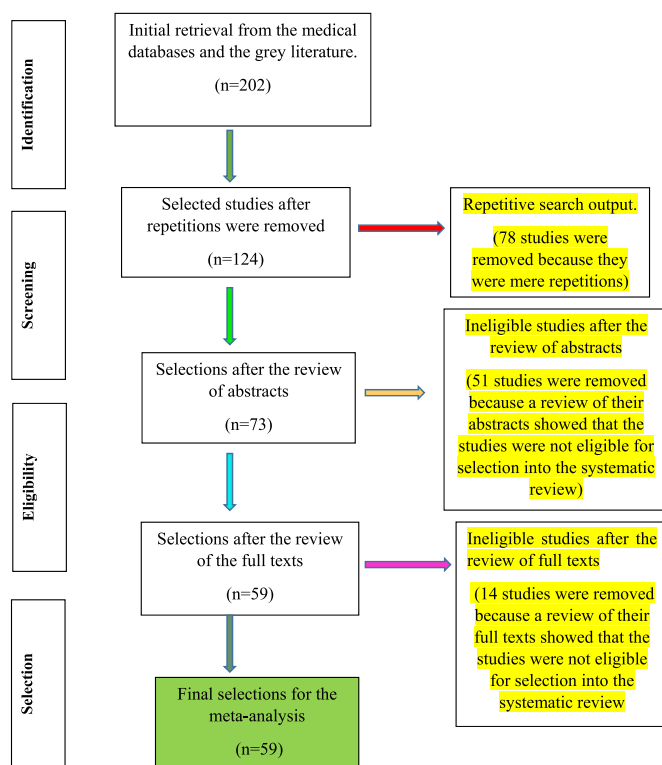 Identification
Initial retrieval from the medical
databases and the grey literature.
(n=202)
Selected studies after
repetitions were removed
(n=124)
Repetitive search output.
(78 studies were
removed because they
were mere repetitions)
Screening
Selections after the review
of abstracts
(n=73)
Ineligible studies after the
review of abstracts
(51 studies were removed
because a review of their
abstracts showed that the
studies were not eligible for
selection into the systematic
review)
Eligibility
Selections after the review
of the full texts
(n=59)
Ineligible studies after the
review of full texts
(14 studies were removed
because a review of their
full texts showed that the
studies were not eligible
for selection into the
systematic review
Selection
Final selections for the
meta-analysis
(n=59)